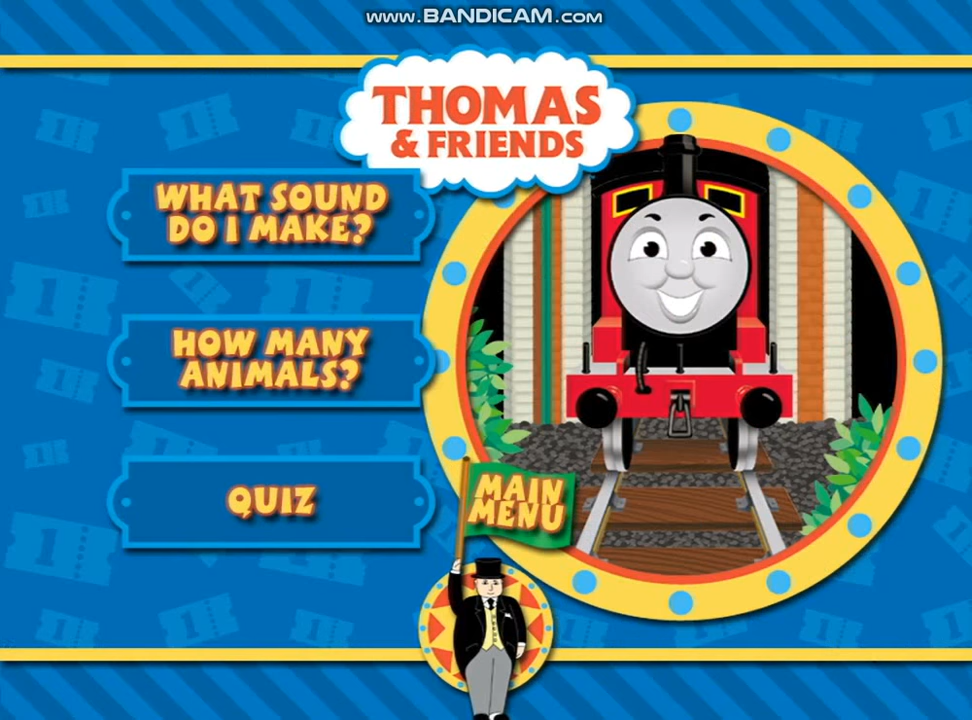 www.BANDICAM.com
THOMAS
& FRIENDS
WHAT SOUND
DO I MAKE?
HOW MANY
ANIMALS?
QUIZ
MAIN
MENU